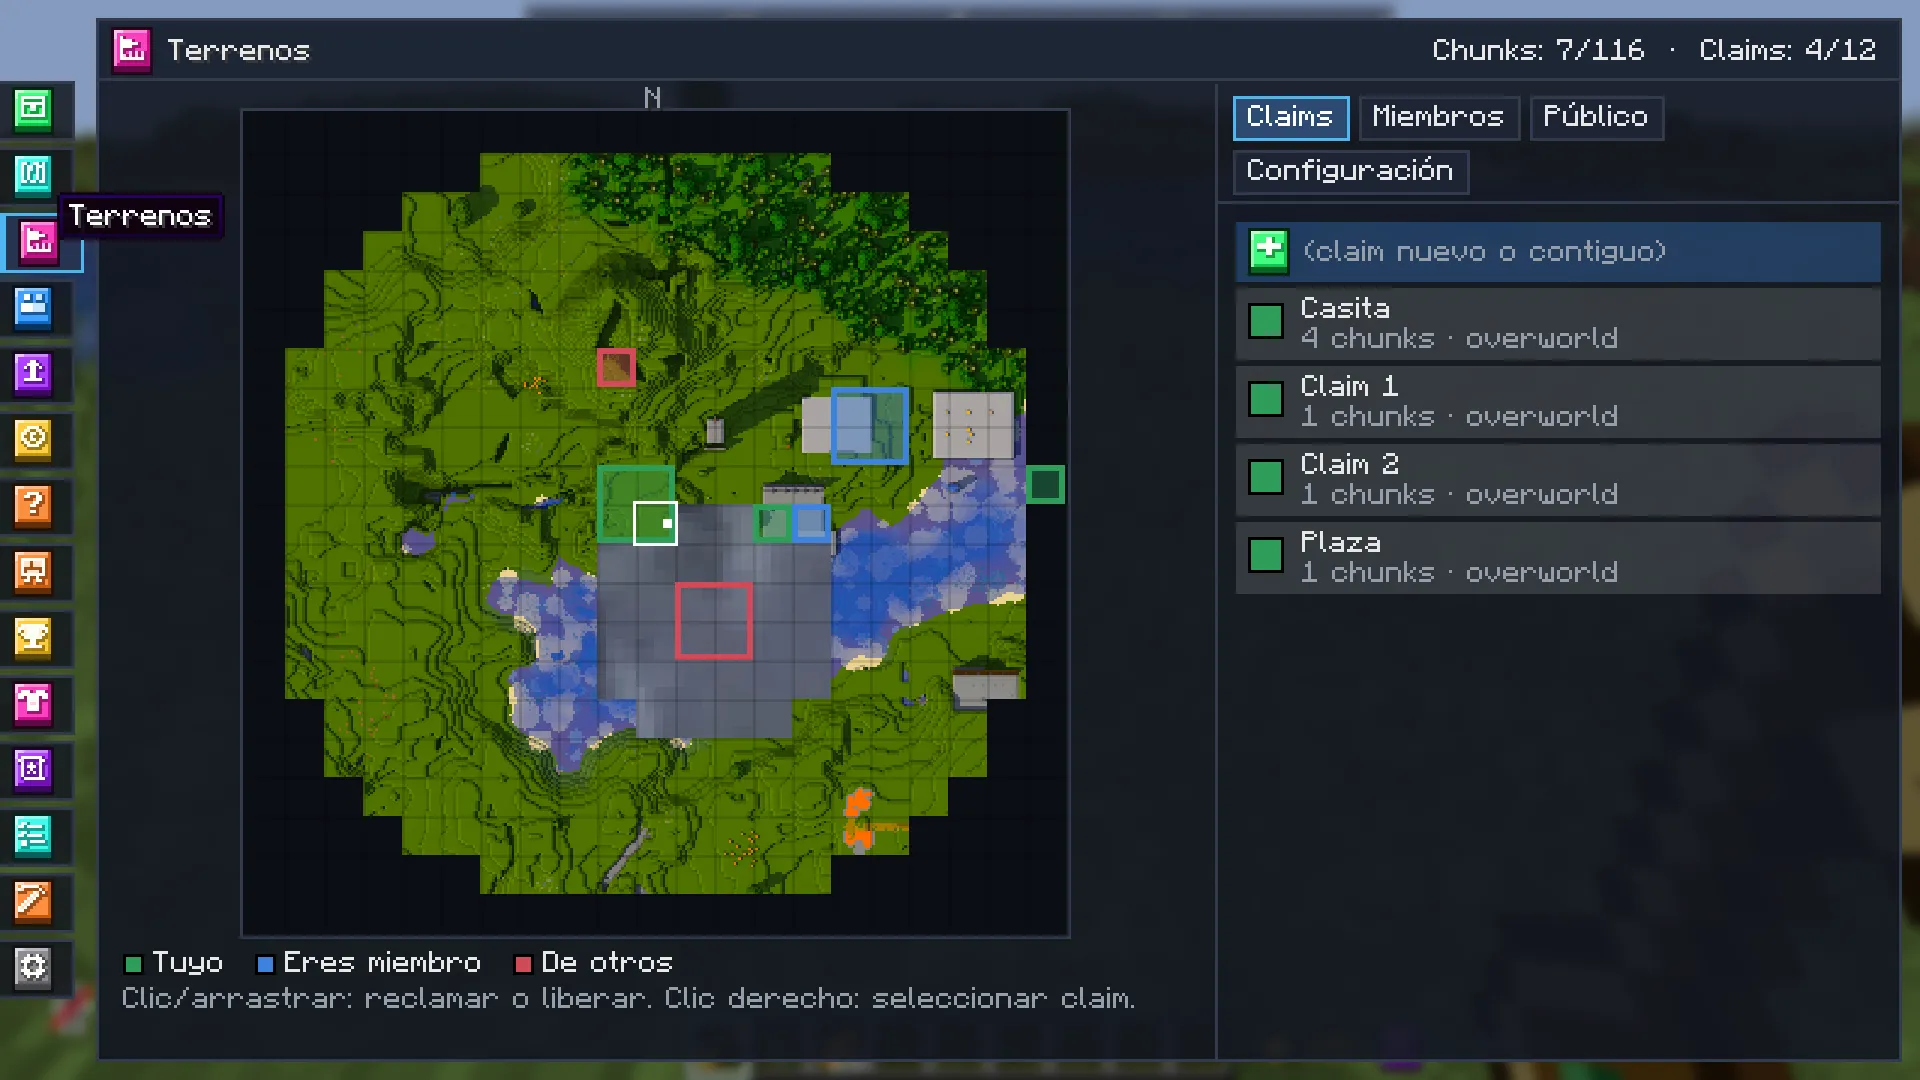 Terrenos
Chunks: 7/116 · Claims: 4/12
N
Claims Miembros Público
Configuración
Terrenos
(claim nuevo o contiguo)
Casita
4 chunks · overworld
Claim 1
1 chunks · overworld
Claim 2
1 chunks · overworld
Plaza
1 chunks · overworld
Tuyo Eres miembro De otros
Clic/arrastrar: reclamar o liberar. Clic derecho: seleccionar claim.